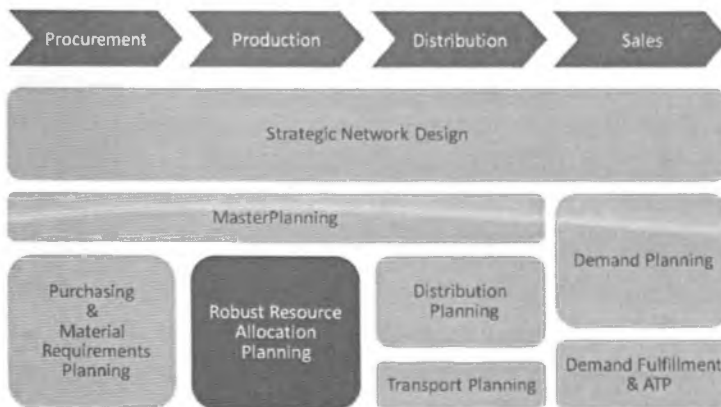 Procurement
Production
Distribution
Sales
Strategic Network Design
MasterPlanning
Demand Planning
Purchasing
&
Material
Requirements
Planning
Robust Resource
Allocation
Planning
Distribution
Planning
Transport Planning
Demand Fulfillment
& ATP